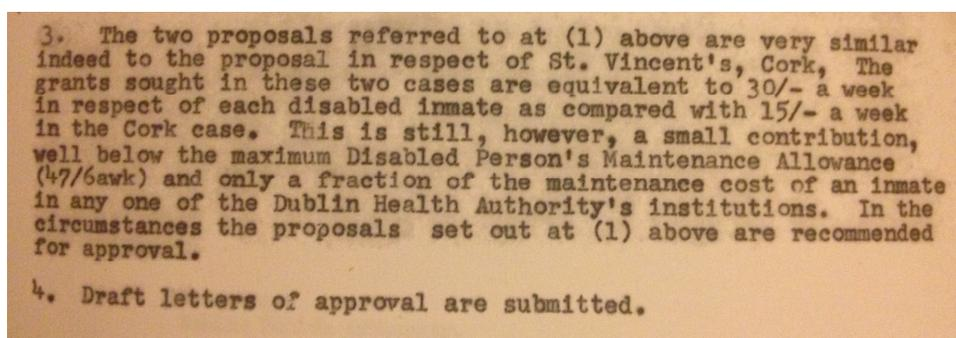 3. The two proposals referred to at (1) above are very similar
indeed to the proposal in respect of St. Vincent's, Cork, The
grants sought in these two cases are equivalent to 30/- a week
in respect of each disabled inmate as compared with 15/- a week
in the Cork case. This is still, however, a small contribution,
well below the maximum Disabled Person's Maintenance Allowance
(47/6awk) and only a fraction of the maintenance cost of an inmate
in any one of the Dublin Health Authority's institutions. In the
circumstances the proposals set out at (1) above are recommended
for approval.
4. Draft letters of approval are submitted.